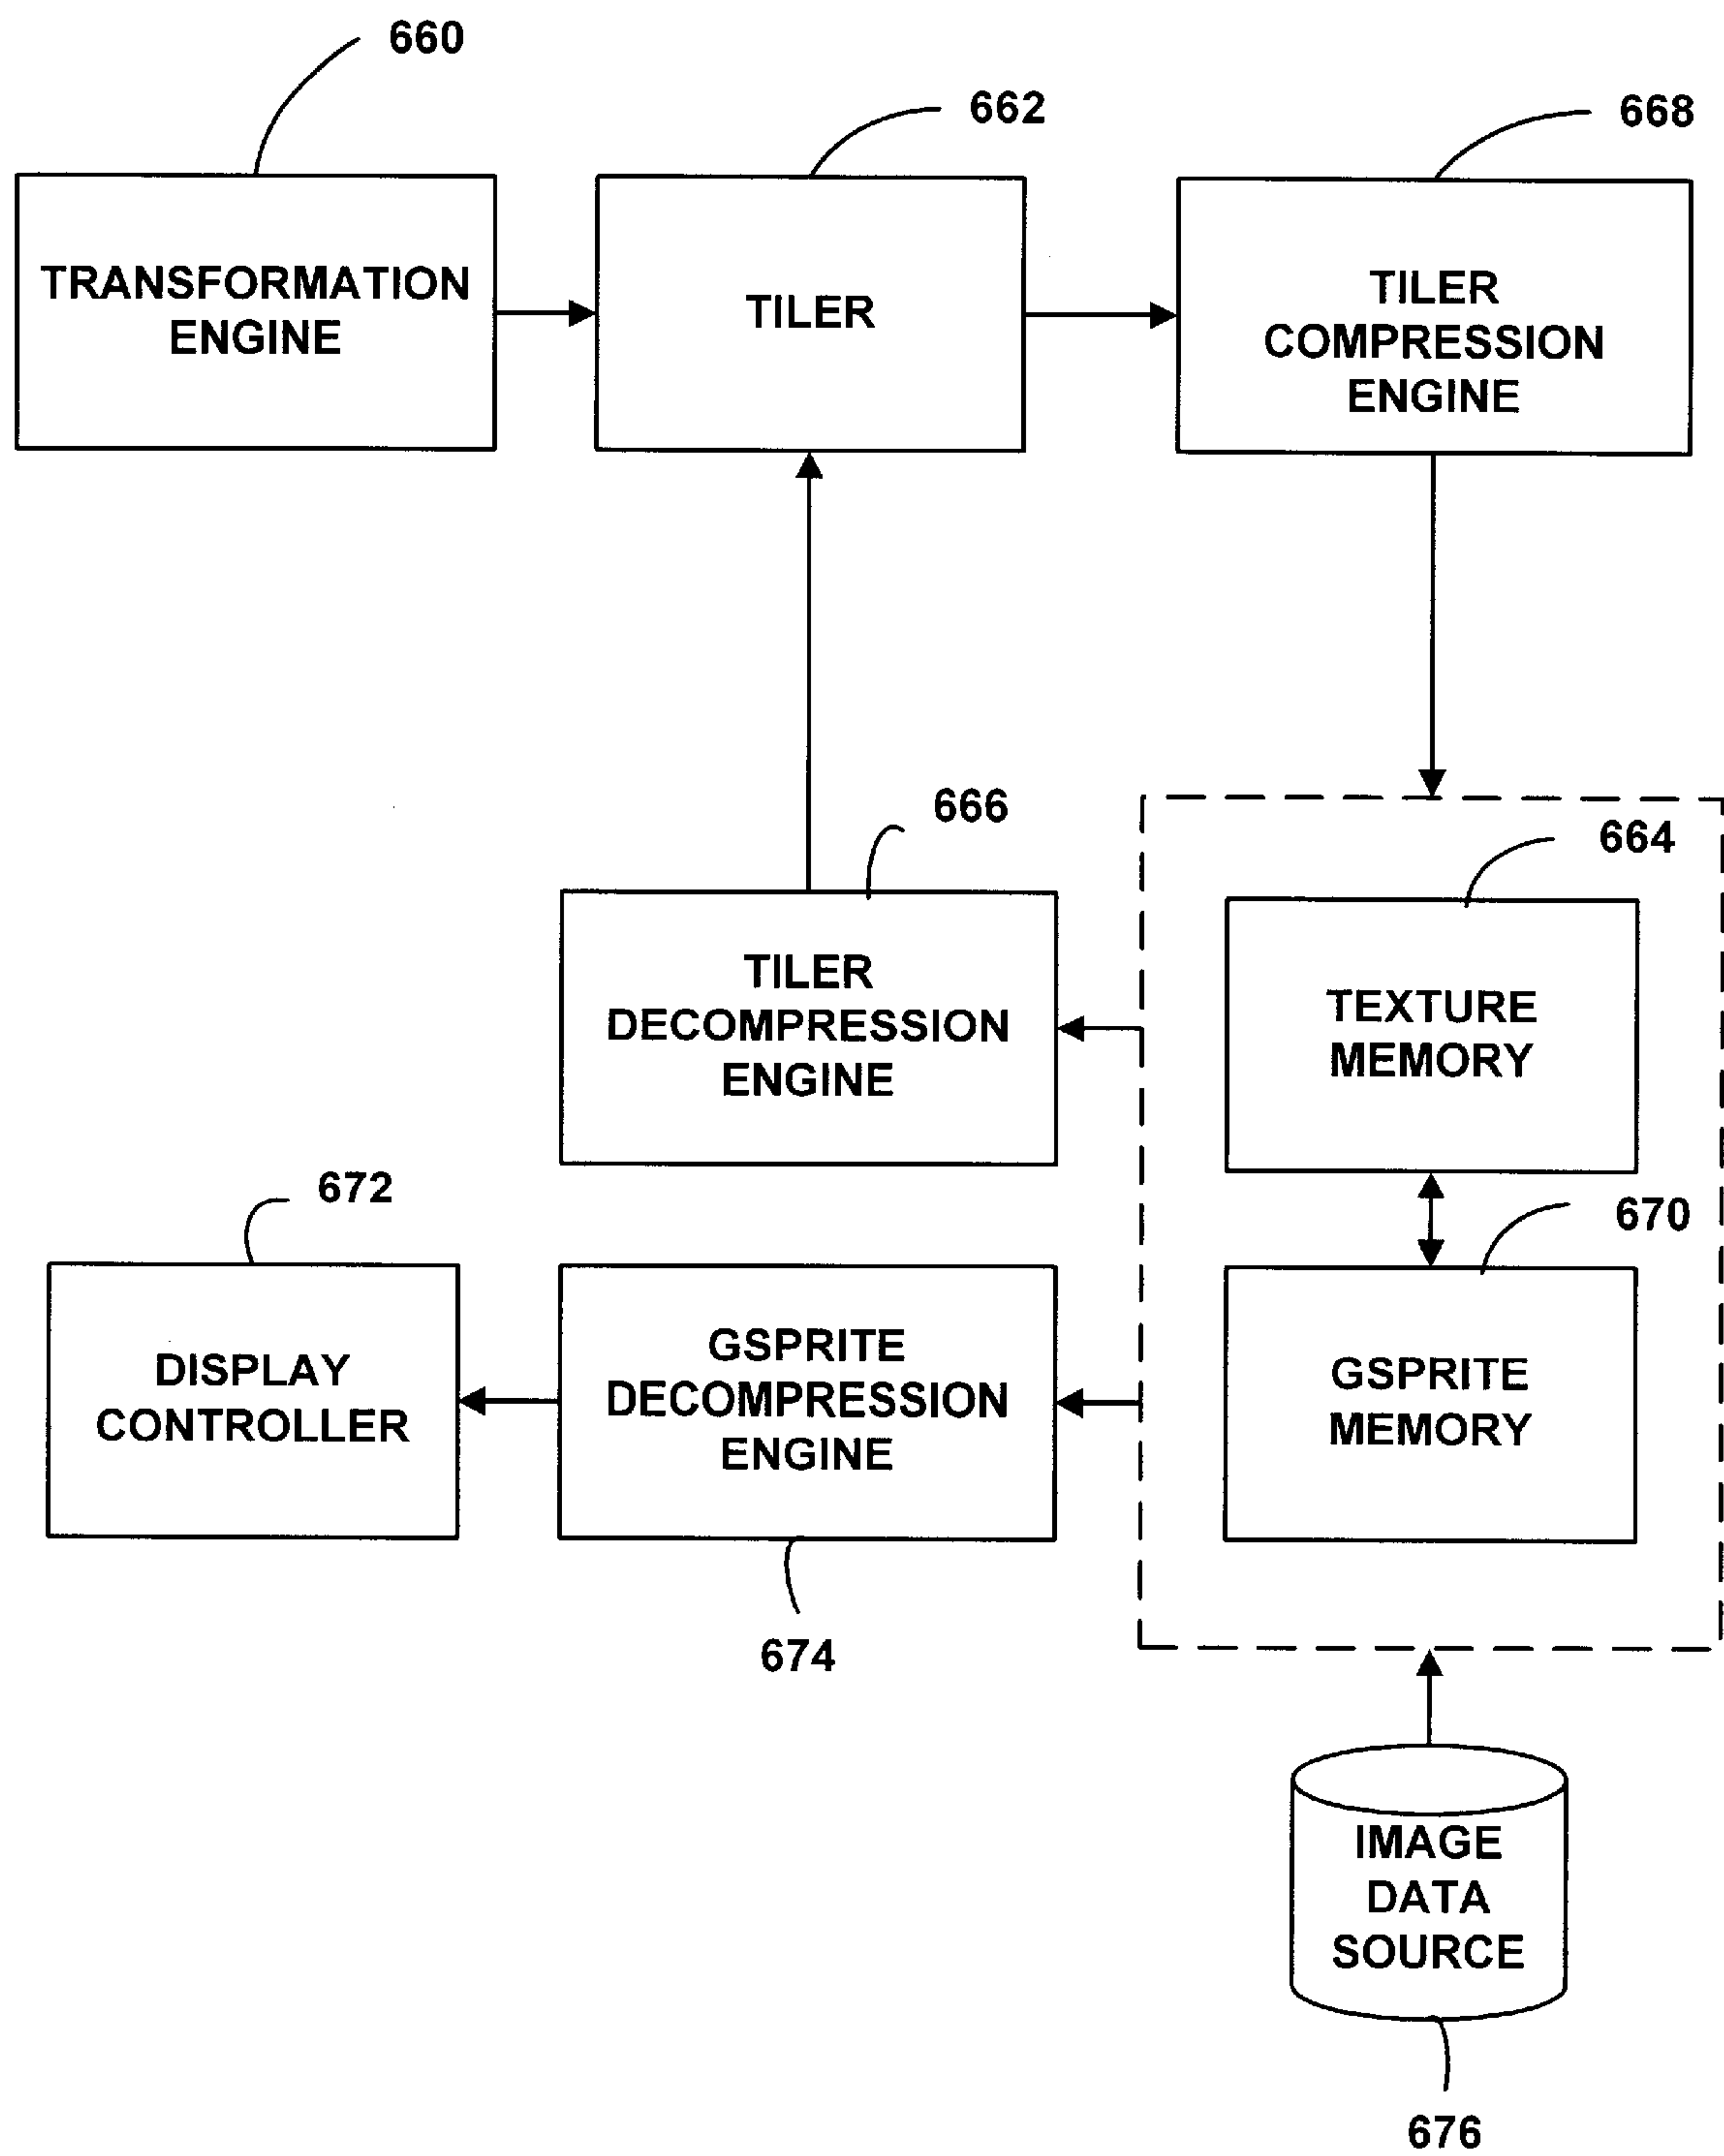 660
662
668
TRANSFORMATION
ENGINE
TILER
TILER
COMPRESSION
ENGINE
666
664
TILER
DECOMPRESSION
ENGINE
TEXTURE
MEMORY
672
670
DISPLAY
CONTROLLER
GSPRITE
DECOMPRESSION
ENGINE
GSPRITE
MEMORY
674
IMAGE
DATA
SOURCE
676